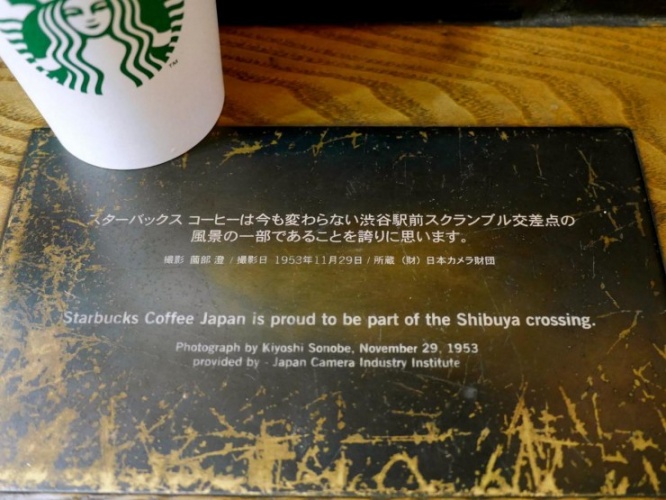 TM
スターバックス コーヒーは今も変わらない渋谷駅前スクランブル交差点の
風景の一部であることを誇りに思います。
撮影 薗部 澄 / 撮影日 1953年11月29日 / 所蔵 (財) 日本カメラ財団
Starbucks Coffee Japan is proud to be part of the Shibuya crossing.
Photograph by Kiyoshi Sonobe, November 29, 1953
provided by - Japan Camera Industry Institute